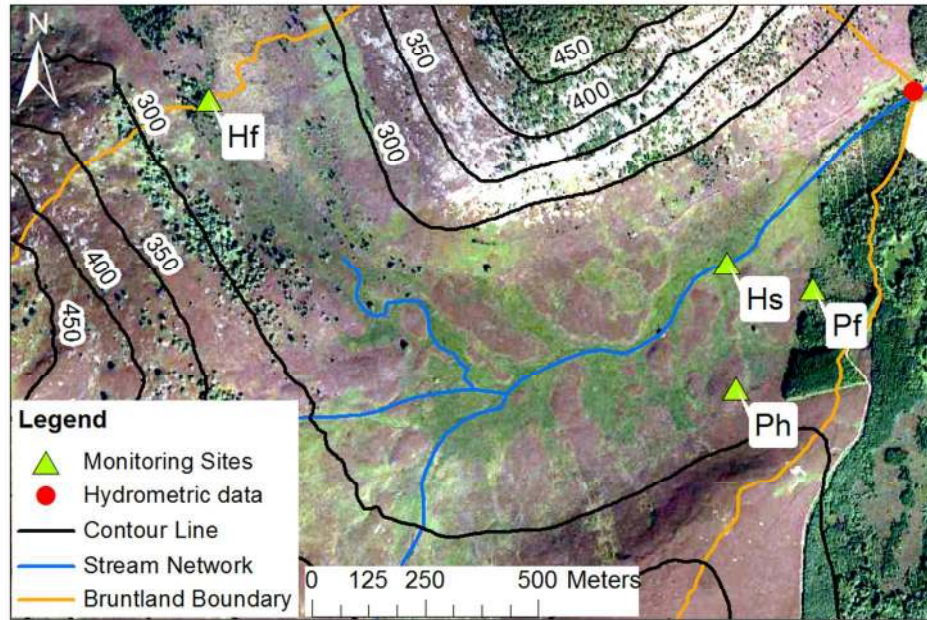 N
450
350
400
300
300
Hf
300
350
400
450
Hs
Pf
Ph
Legend
Monitoring Sites
Hydrometric data
Contour Line
Stream Network
Bruntland Boundary
0 125 250 500 Meters